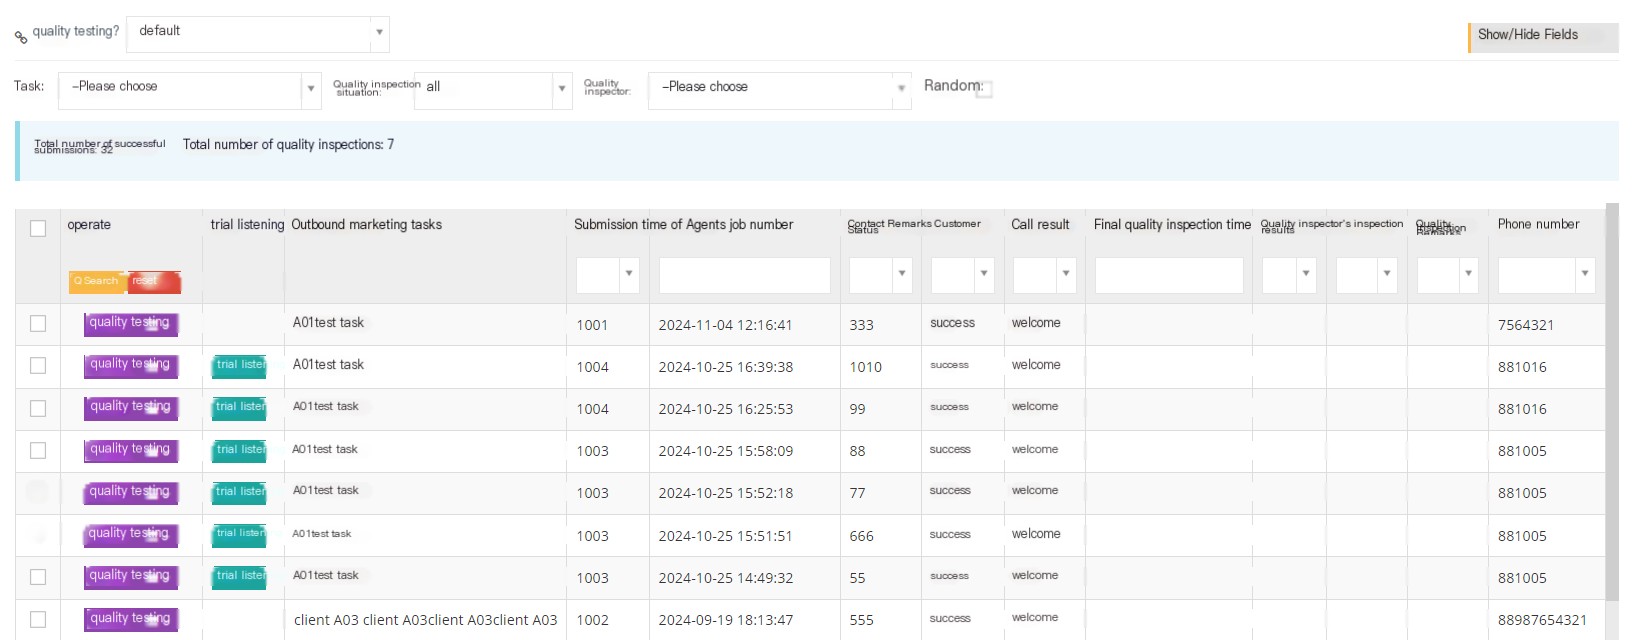 quality testing? default
Show/Hide Fields
Task: –Please choose Quality inspection situation: all Quality inspector: –Please choose Random:
Total number of successful submissions: 32 Total number of quality inspections: 7
operate trial listening Outbound marketing tasks Submission time of Agents job number Contact Remarks Customer Status Call result Final quality inspection time Quality inspector's inspection results Quality Inspection Remarks Phone number
Q Search reset
quality testing A01test task 1001 2024-11-04 12:16:41 333 success welcome 7564321
quality testing trial listen A01test task 1004 2024-10-25 16:39:38 1010 success welcome 881016
quality testing trial listen A01test task 1004 2024-10-25 16:25:53 99 success welcome 881016
quality testing trial listen A01test task 1003 2024-10-25 15:58:09 88 success welcome 881005
quality testing trial listen A01test task 1003 2024-10-25 15:52:18 77 success welcome 881005
quality testing trial listen A01test task 1003 2024-10-25 15:51:51 666 success welcome 881005
quality testing trial listen A01test task 1003 2024-10-25 14:49:32 55 success welcome 881005
quality testing client A03 client A03client A03client A03 1002 2024-09-19 18:13:47 555 success welcome 88987654321